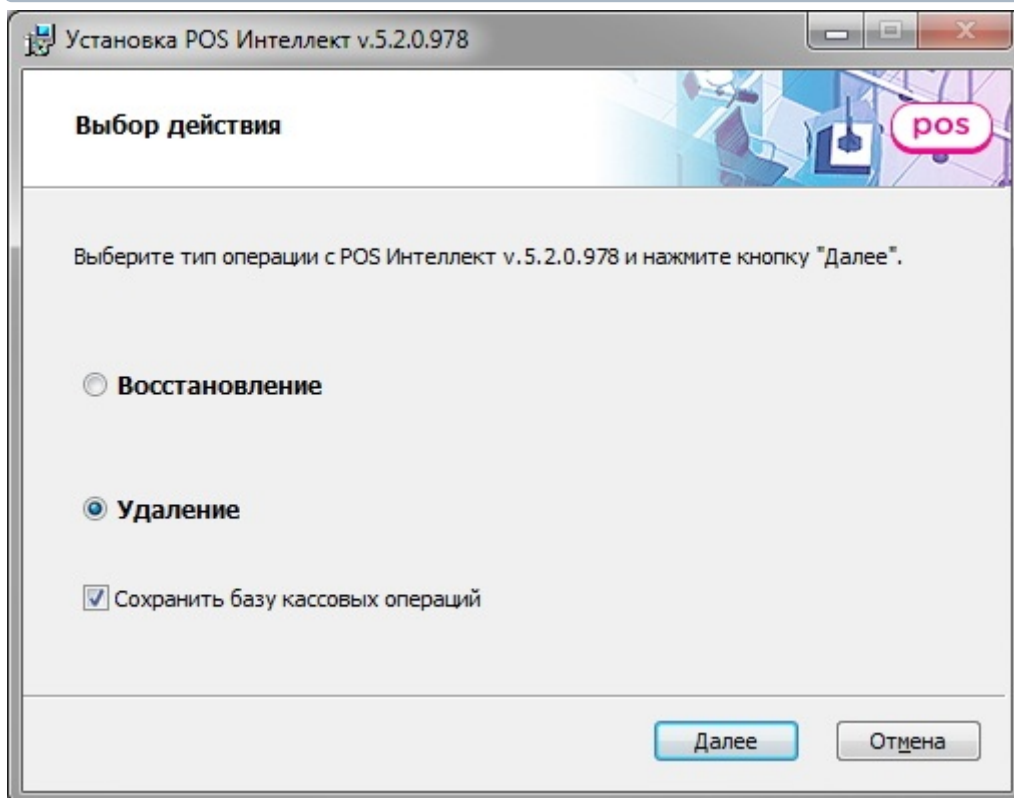 Установка POS Интеллект v.5.2.0.978
Выбор действия
pos
Выберите тип операции с POS Интеллект v.5.2.0.978 и нажмите кнопку "Далее".
Восстановление
Удаление
Сохранить базу кассовых операций
Далее
Отмена